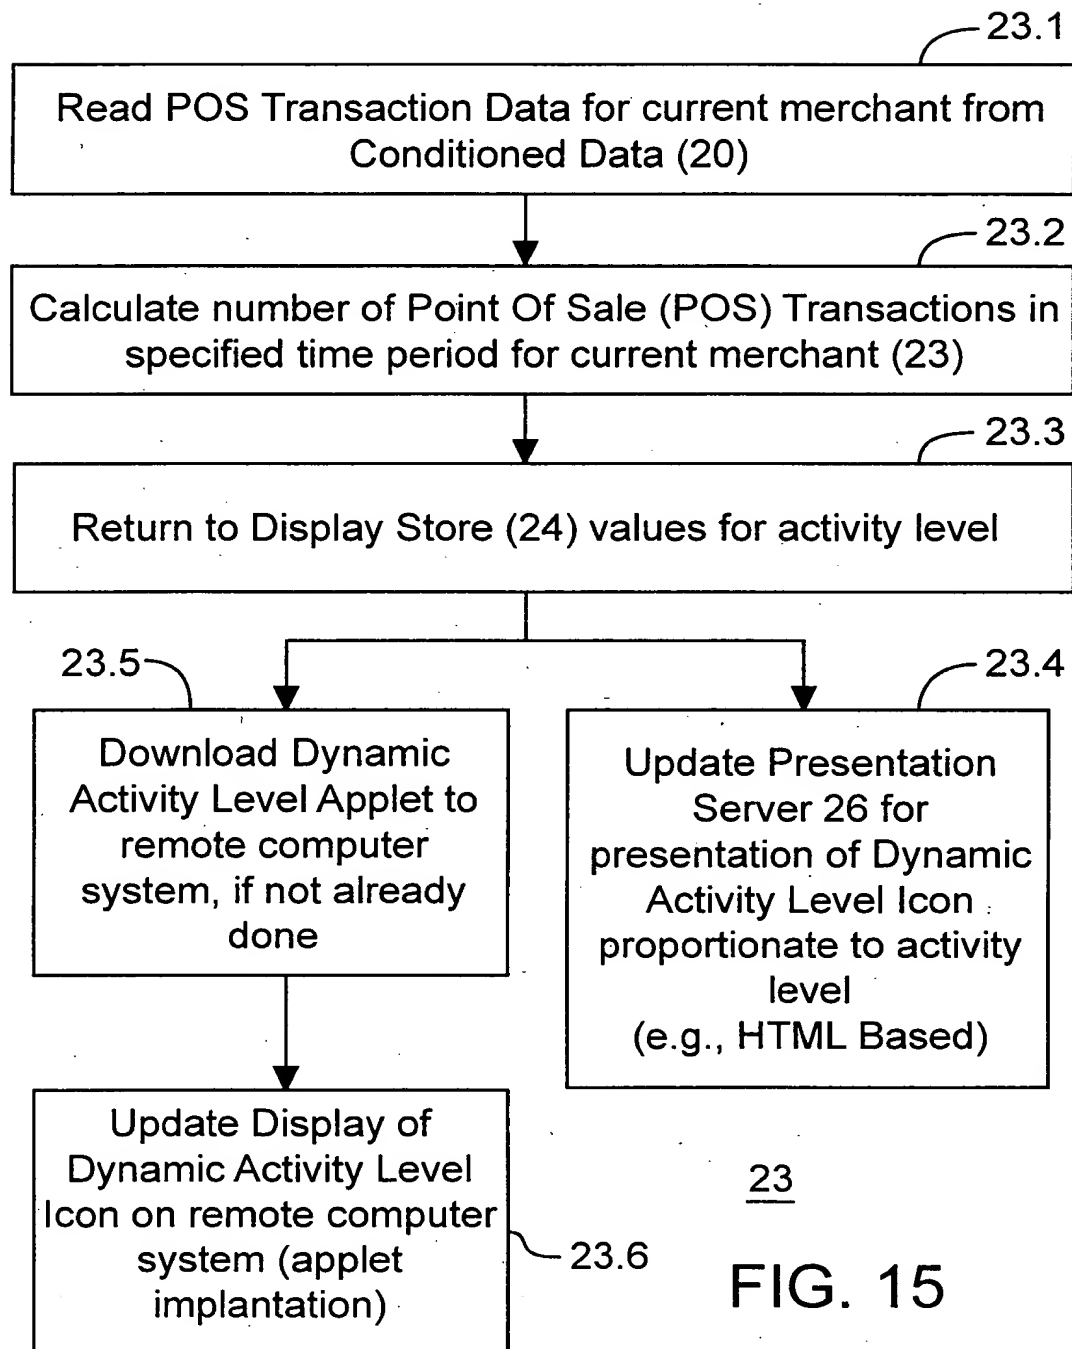 23.1
Read POS Transaction Data for current merchant from
Conditioned Data (20)
23.2
Calculate number of Point Of Sale (POS) Transactions in
specified time period for current merchant (23)
23.3
Return to Display Store (24) values for activity level
23.5
Download Dynamic
Activity Level Applet to
remote computer
system, if not already
done
23.4
Update Presentation
Server 26 for
presentation of Dynamic
Activity Level Icon
proportionate to activity
level
(e.g., HTML Based)
Update Display of
Dynamic Activity Level
Icon on remote computer
system (applet
implantation)
23.6
23
FIG. 15